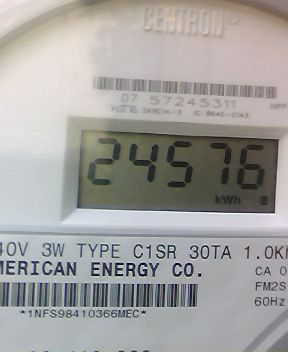 CENTRON®
07 57245311
24576
kWh
40V 3W TYPE C1SR 30TA 1.0K
MERICAN ENERGY CO.
CA 0
FM2S
60Hz
*1NFS98410366MEC*